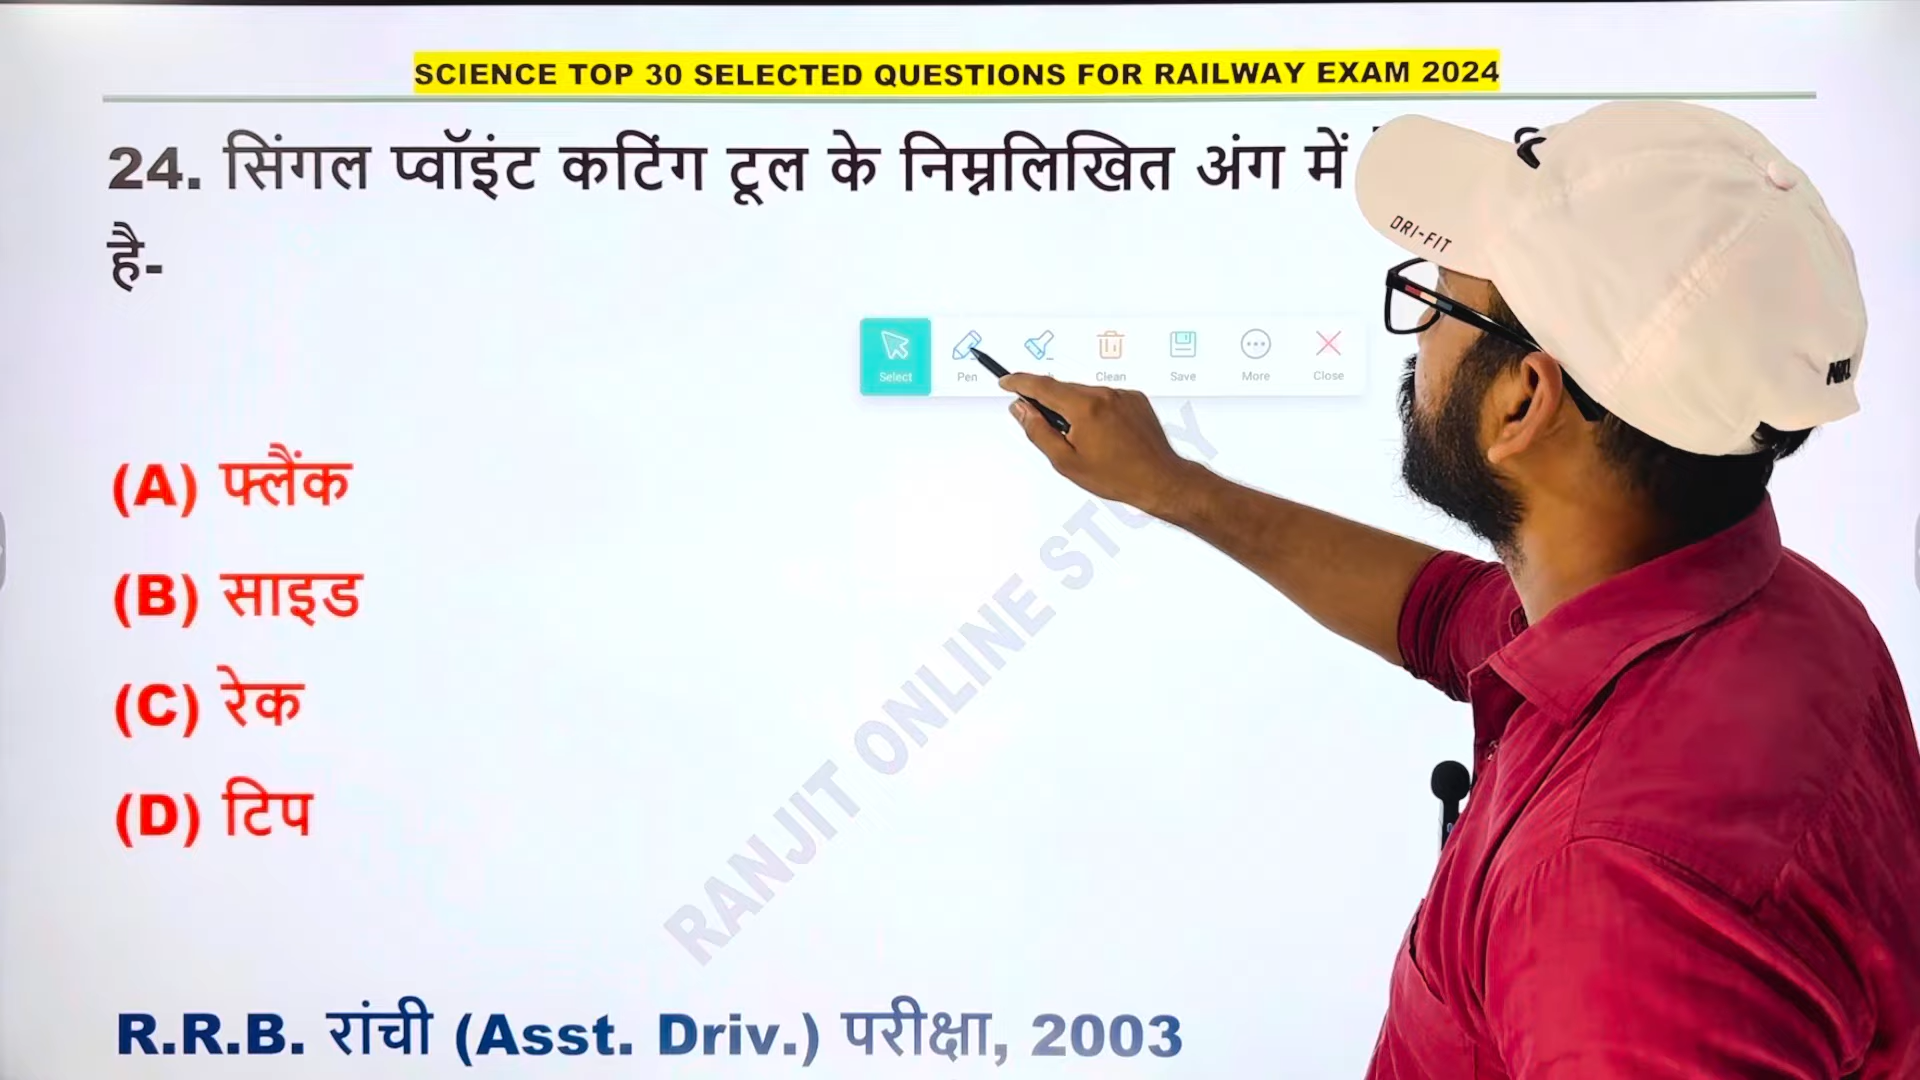 SCIENCE TOP 30 SELECTED QUESTIONS FOR RAILWAY EXAM 2024
24. सिंगल प्वॉइंट कटिंग टूल के निम्नलिखित अंग में
है-
Select Pen Clean Save More Close
(A) फ्लैंक
(B) साइड
(C) रेक
(D) टिप
RANJIT ONLINE STUDY
R.R.B. रांची (Asst. Driv.) परीक्षा, 2003
DRI-FIT